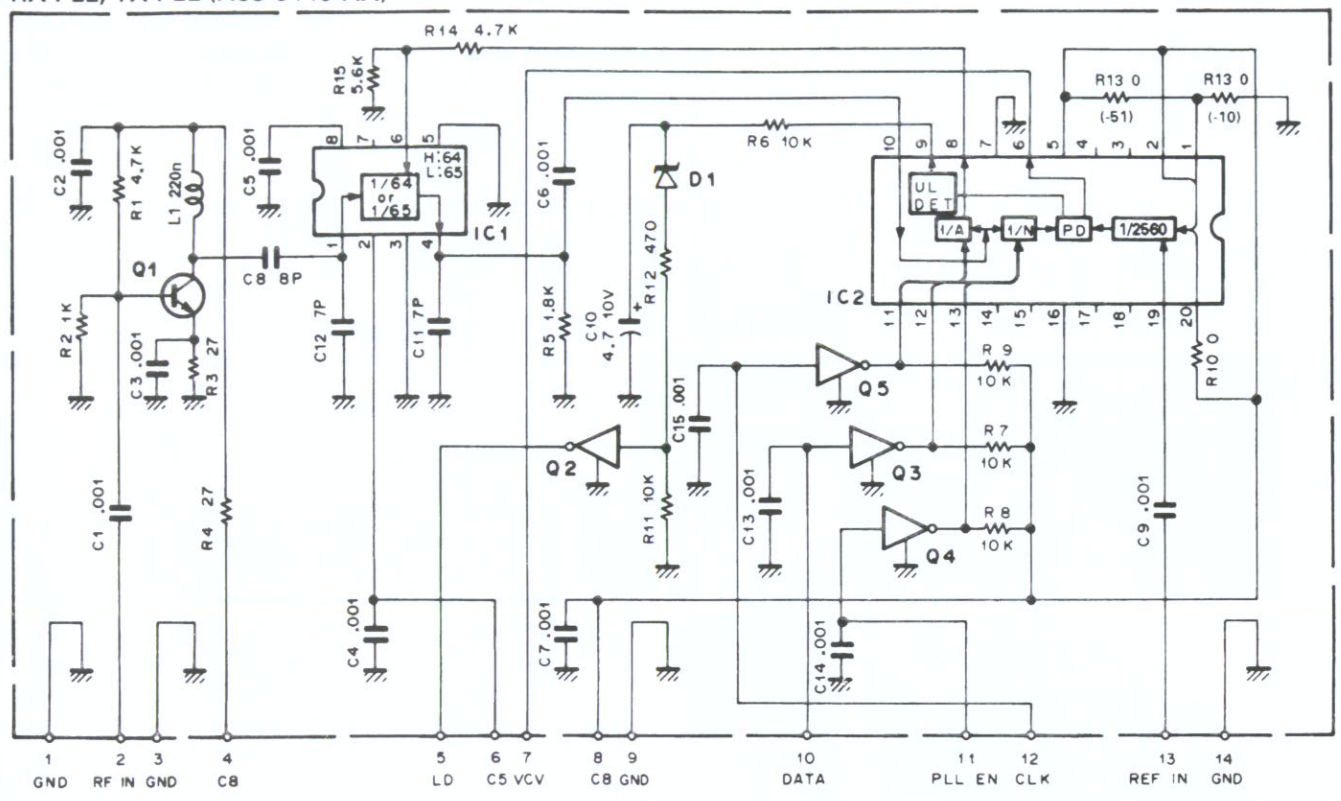 R14 4.7K
R15 5.6K
R13 0
(-51)
R13 0
(-10)
C2 .001
R1 4.7K
L1 220n
C5 .001
8 7 6 5
H:64
L:65
1/64
or
1/65
IC1
1 2 3 4
C6 .001
R6 10K
D1
10 9 8 7 6 5 4 3 2 1
UL
DET
1/A
1/N
PD
1/2560
IC2
11 12 13 14 15 16 17 18 19 20
Q1
C8 8P
R2 1K
C3 .001
R3 27
C12 7P
C11 7P
R5 1.8K
C10
4.7 10V
+
R12 470
R10 0
Q5
R 9
10K
C15 .001
Q2
Q3
R 7
10K
R11 10K
C13 .001
Q4
R 8
10K
C1 .001
R4 27
C9 .001
C4 .001
C7 .001
C14 .001
1 2 3 4 5 6 7 8 9 10 11 12 13 14
GND RF IN GND C8 LD C5 VCV C8 GND DATA PLL EN CLK REF IN GND